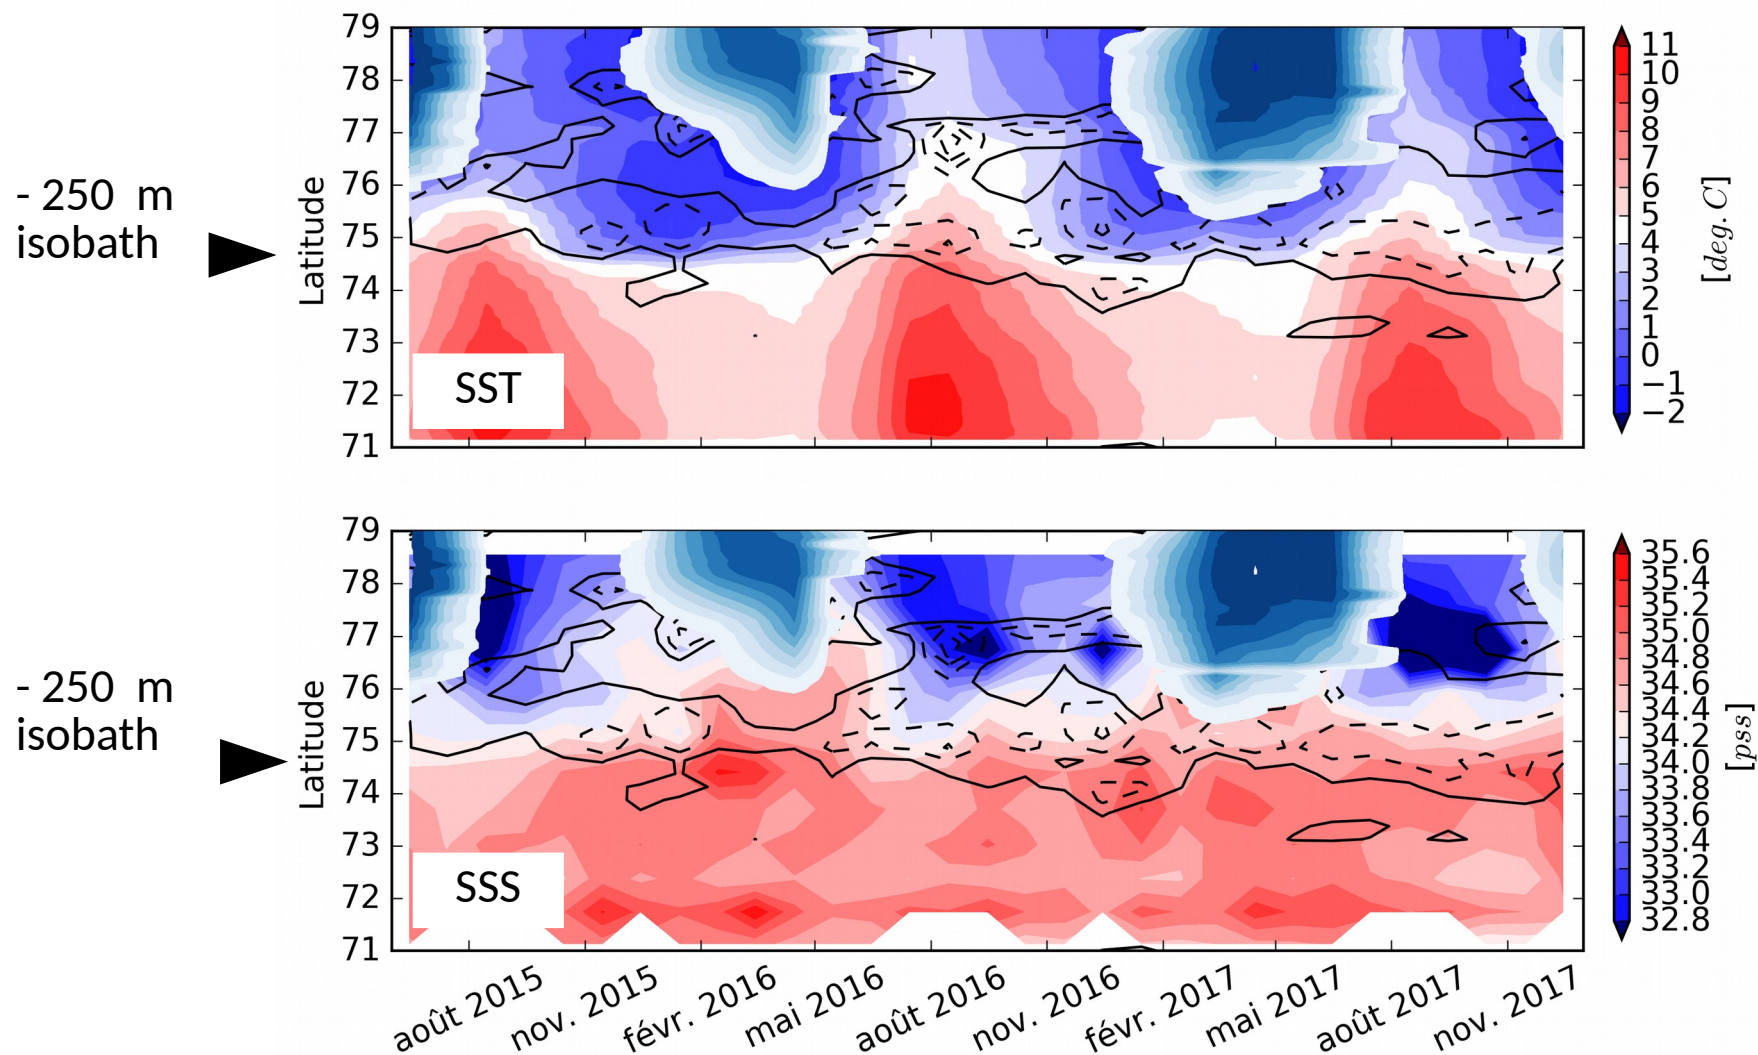 79
78
77
76
75
74
73
72
71
Latitude
- 250 m
isobath
SST
11
10
9
8
7
6
5
4
3
2
1
0
−1
−2
[deg.C]
79
78
77
76
75
74
73
72
71
Latitude
- 250 m
isobath
SSS
35.6
35.4
35.2
35.0
34.8
34.6
34.4
34.2
34.0
33.8
33.6
33.4
33.2
33.0
32.8
[pss]
août 2015
nov. 2015
févr. 2016
mai 2016
août 2016
nov. 2016
févr. 2017
mai 2017
août 2017
nov. 2017